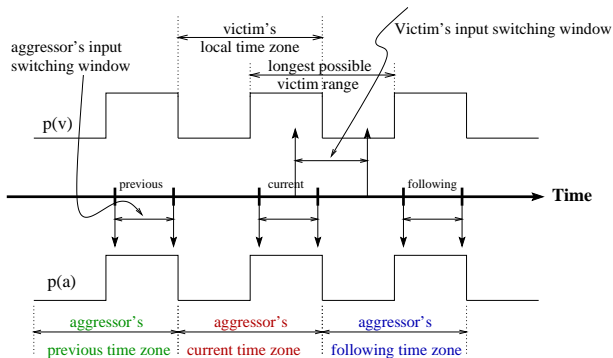 victim's
local time zone
Victim's input switching window
aggressor's input
switching window
longest possible
victim range
p(v)
previous
current
following
Time
p(a)
aggressor's
previous time zone
aggressor's
current time zone
aggressor's
following time zone